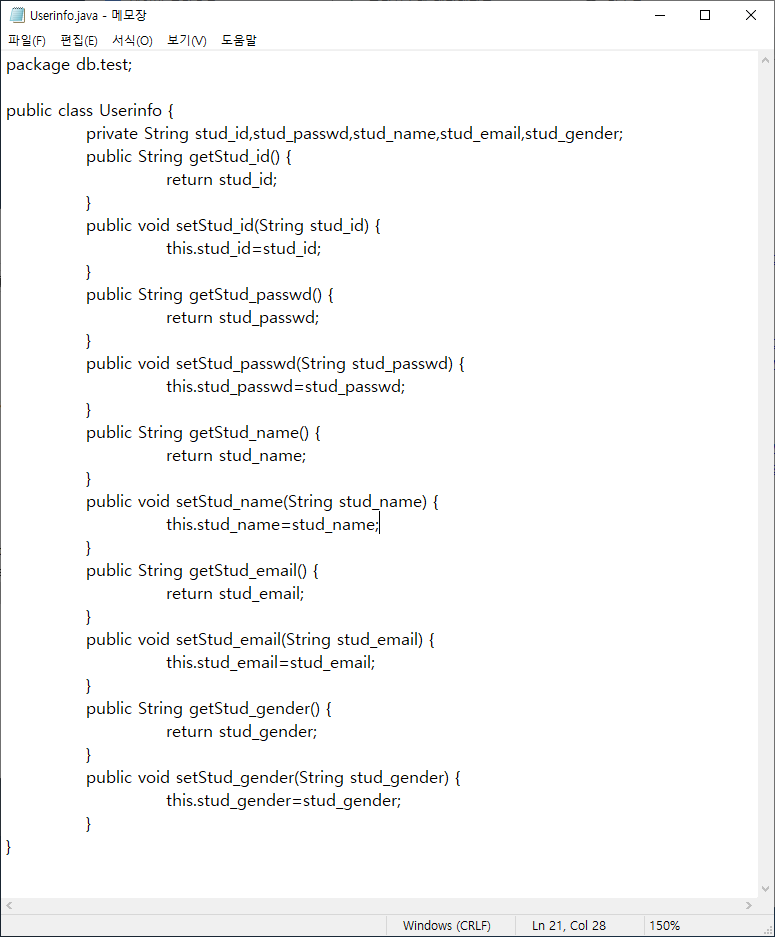 Userinfo.java - 메모장
파일(F) 편집(E) 서식(O) 보기(V) 도움말
package db.test;

public class Userinfo {
	private String stud_id,stud_passwd,stud_name,stud_email,stud_gender;
	public String getStud_id() {
		return stud_id;
	}
	public void setStud_id(String stud_id) {
		this.stud_id=stud_id;
	}
	public String getStud_passwd() {
		return stud_passwd;
	}
	public void setStud_passwd(String stud_passwd) {
		this.stud_passwd=stud_passwd;
	}
	public String getStud_name() {
		return stud_name;
	}
	public void setStud_name(String stud_name) {
		this.stud_name=stud_name;
	}
	public String getStud_email() {
		return stud_email;
	}
	public void setStud_email(String stud_email) {
		this.stud_email=stud_email;
	}
	public String getStud_gender() {
		return stud_gender;
	}
	public void setStud_gender(String stud_gender) {
		this.stud_gender=stud_gender;
	}
}
Windows (CRLF) Ln 21, Col 28 150%